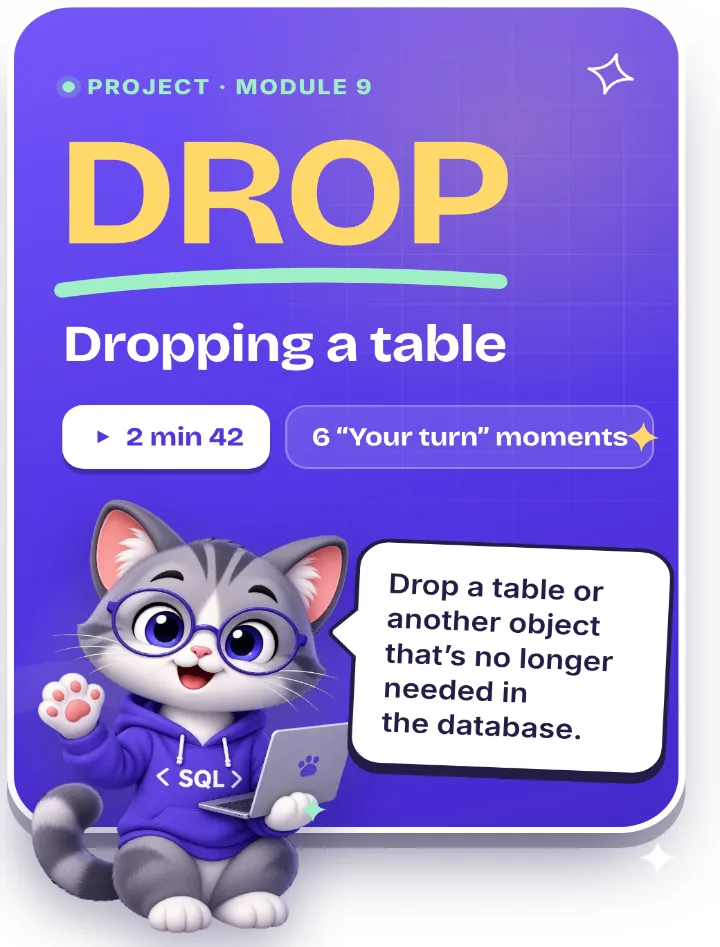 PROJECT · MODULE 9
DROP
Dropping a table
2 min 42
6 “Your turn” moments
Drop a table or
another object
that’s no longer
needed in
the database.
< SQL >